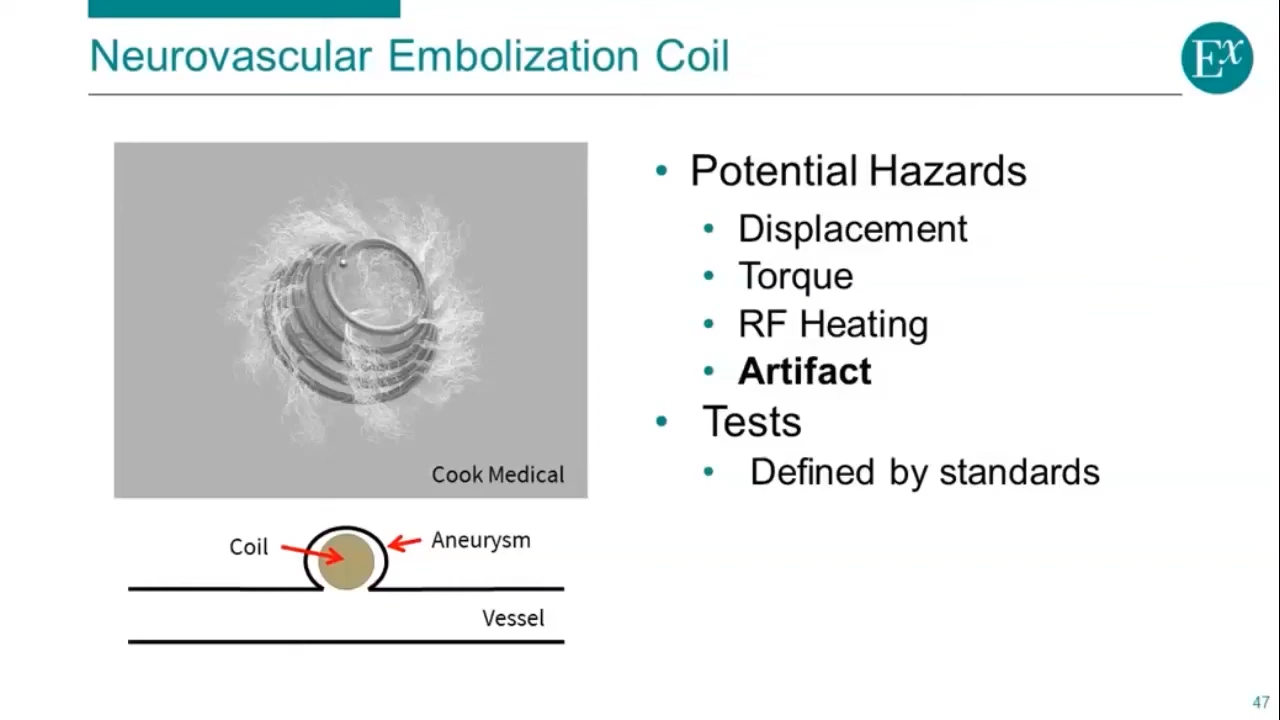 Neurovascular Embolization Coil
Ex
• Potential Hazards
• Displacement
• Torque
• RF Heating
• Artifact
• Tests
• Defined by standards
Cook Medical
Coil
Aneurysm
Vessel
47